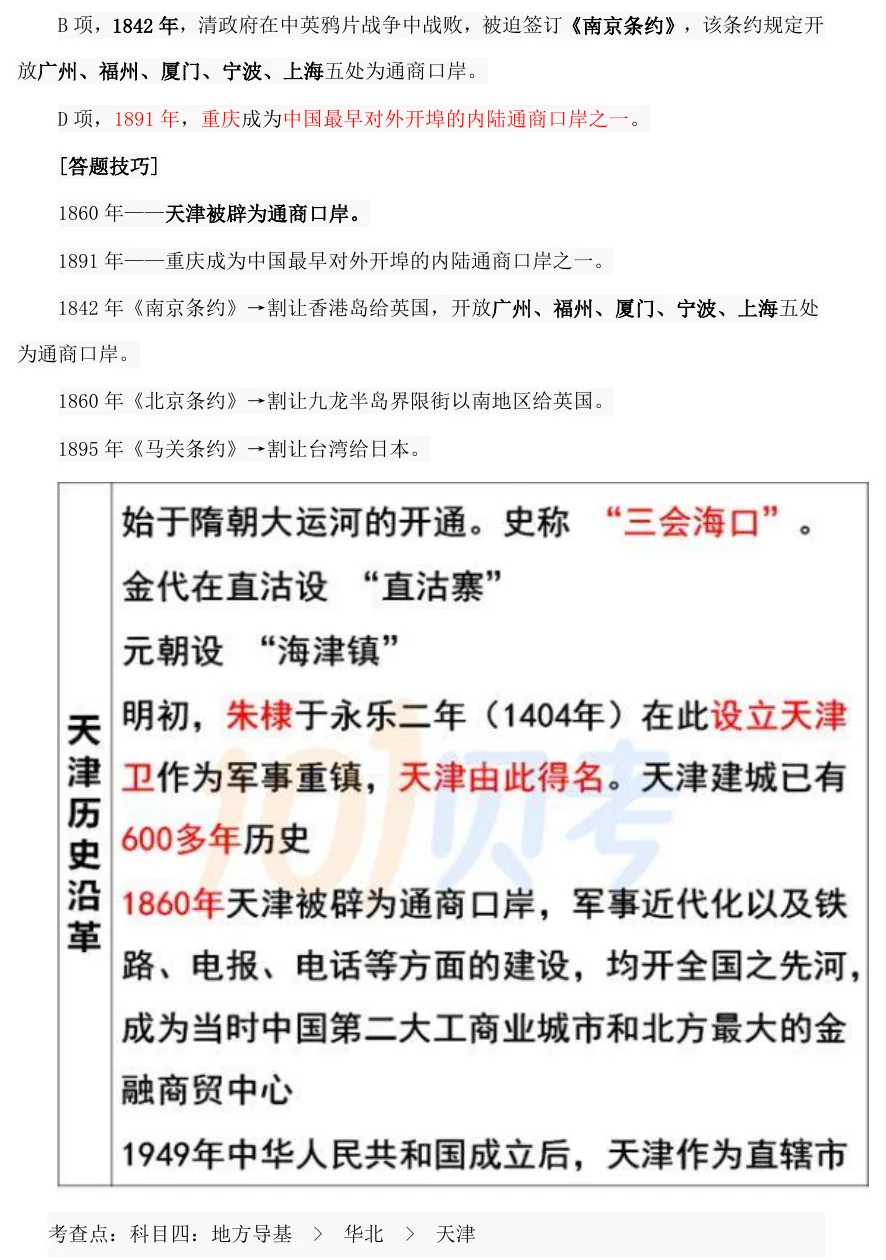 B 项，1842 年，清政府在中英鸦片战争中战败，被迫签订《南京条约》，该条约规定开
放广州、福州、厦门、宁波、上海五处为通商口岸。
D 项，1891 年，重庆成为中国最早对外开埠的内陆通商口岸之一。
[答题技巧]
1860 年——天津被辟为通商口岸。
1891 年——重庆成为中国最早对外开埠的内陆通商口岸之一。
1842 年《南京条约》→割让香港岛给英国，开放广州、福州、厦门、宁波、上海五处
为通商口岸。
1860 年《北京条约》→割让九龙半岛界限街以南地区给英国。
1895 年《马关条约》→割让台湾给日本。
天津历史沿革
始于隋朝大运河的开通。史称 “三会海口”。
金代在直沽设 “直沽寨”
元朝设 “海津镇”
明初，朱棣于永乐二年（1404年）在此设立天津
卫作为军事重镇，天津由此得名。天津建城已有
600多年历史
1860年天津被辟为通商口岸，军事近代化以及铁
路、电报、电话等方面的建设，均开全国之先河，
成为当时中国第二大工商业城市和北方最大的金
融商贸中心
1949年中华人民共和国成立后，天津作为直辖市
101贝考
考查点：科目四：地方导基 > 华北 > 天津